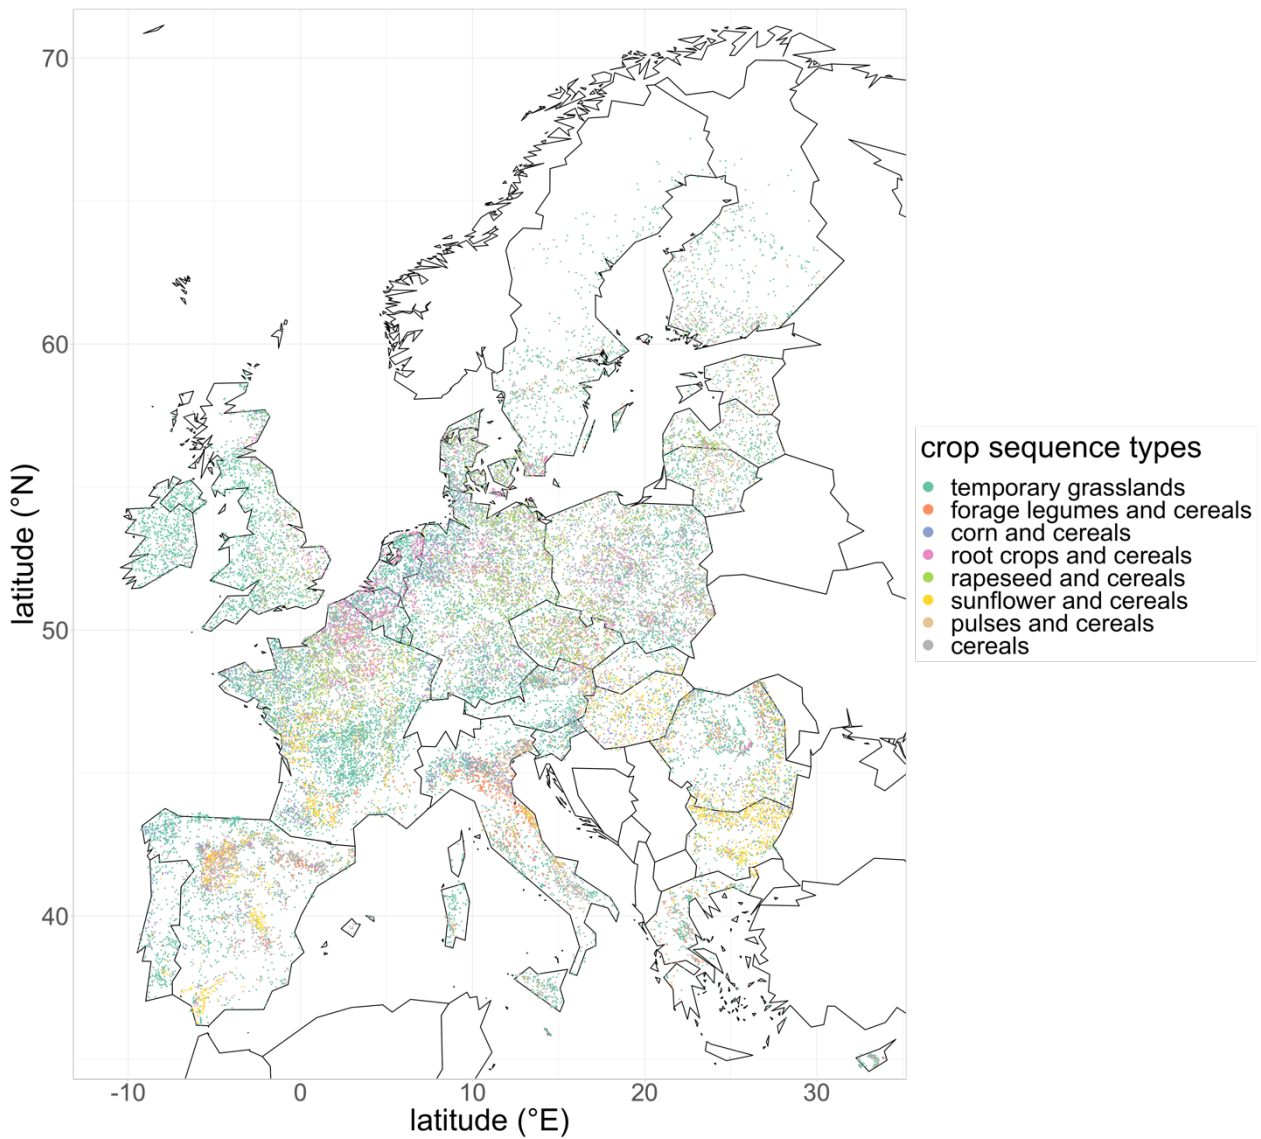 70
60
50
40
-10
0
10
20
30
latitude (°N)
latitude (°E)
crop sequence types
temporary grasslands
forage legumes and cereals
corn and cereals
root crops and cereals
rapeseed and cereals
sunflower and cereals
pulses and cereals
cereals